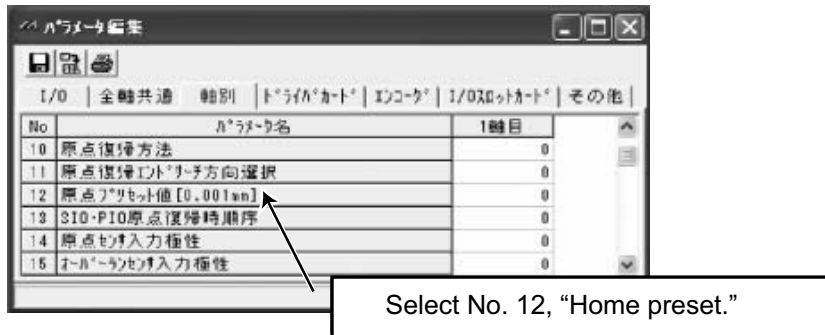 パラメータ編集
I/O 全軸共通 軸別 ﾄﾞﾗｲﾊﾞｶｰﾄﾞ ｴﾝｺｰﾀﾞ I/Oｽﾛｯﾄｶｰﾄﾞ その他
No パラメータ名 1軸目
10 原点復帰方法 0
11 原点復帰ｴﾝﾄﾞｻｰﾁ方向選択 0
12 原点ﾌﾟﾘｾｯﾄ値[0.001mm] 0
13 SIO･PIO原点復帰時順序 0
14 原点ｾﾝｻ入力極性 0
15 ｵｰﾊﾞｰﾗﾝｾﾝｻ入力極性 0
Select No. 12, “Home preset.”